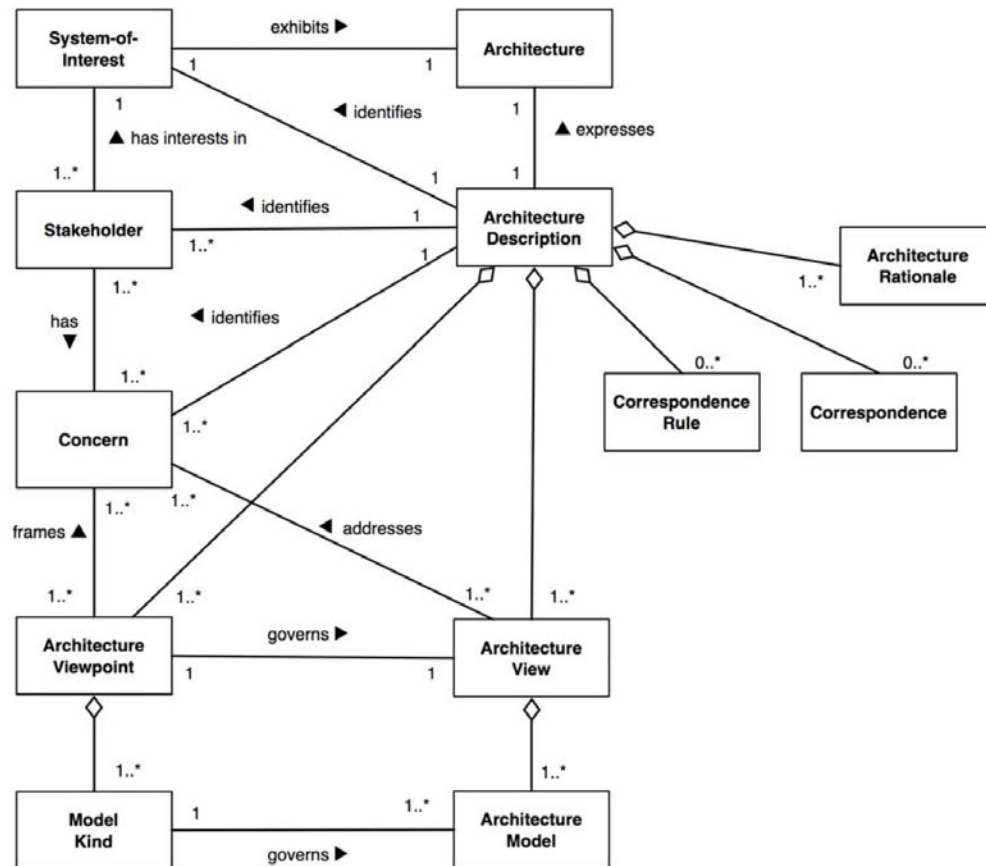 System-of-
Interest
exhibits ►
Architecture
1
1
1
◄ identifies
1
▲ has interests in
▲ expresses
1..*
1
1
Stakeholder
◄ identifies
1
1..*
Architecture
Description
Architecture
Rationale
1..*
1..*
1
has
▼
◄ identifies
1..*
0..*
0..*
Concern
1..*
Correspondence
Rule
Correspondence
1..*
1..*
frames ▲
◄ addresses
1..*
1..*
1..*
1..*
Architecture
Viewpoint
governs ►
1
1
Architecture
View
1..*
1..*
Model
Kind
1
1..*
governs ►
Architecture
Model